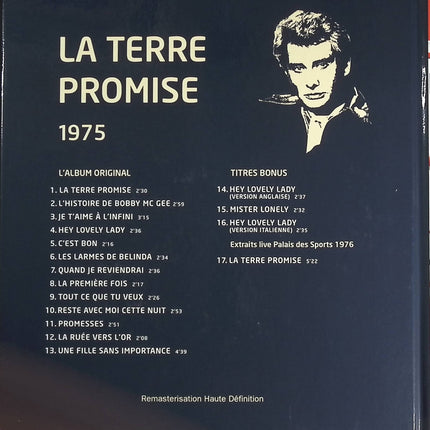 LA TERRE
PROMISE
1975
L'ALBUM ORIGINAL
1. LA TERRE PROMISE 2'30
2. L'HISTOIRE DE BOBBY MC GEE 2'59
3. JE T'AIME À L'INFINI 3'15
4. HEY LOVELY LADY 2'36
5. C'EST BON 2'16
6. LES LARMES DE BELINDA 2'34
7. QUAND JE REVIENDRAI 2'36
8. LA PREMIÈRE FOIS 2'17
9. TOUT CE QUE TU VEUX 2'26
10. RESTE AVEC MOI CETTE NUIT 2'53
11. PROMESSES 2'51
12. LA RUÉE VERS L'OR 2'08
13. UNE FILLE SANS IMPORTANCE 4'39
TITRES BONUS
14. HEY LOVELY LADY
(VERSION ANGLAISE) 2'37
15. MISTER LONELY 2'32
16. HEY LOVELY LADY
(VERSION ITALIENNE) 2'35
Extraits live Palais des Sports 1976
17. LA TERRE PROMISE 5'22
Remasterisation Haute Définition